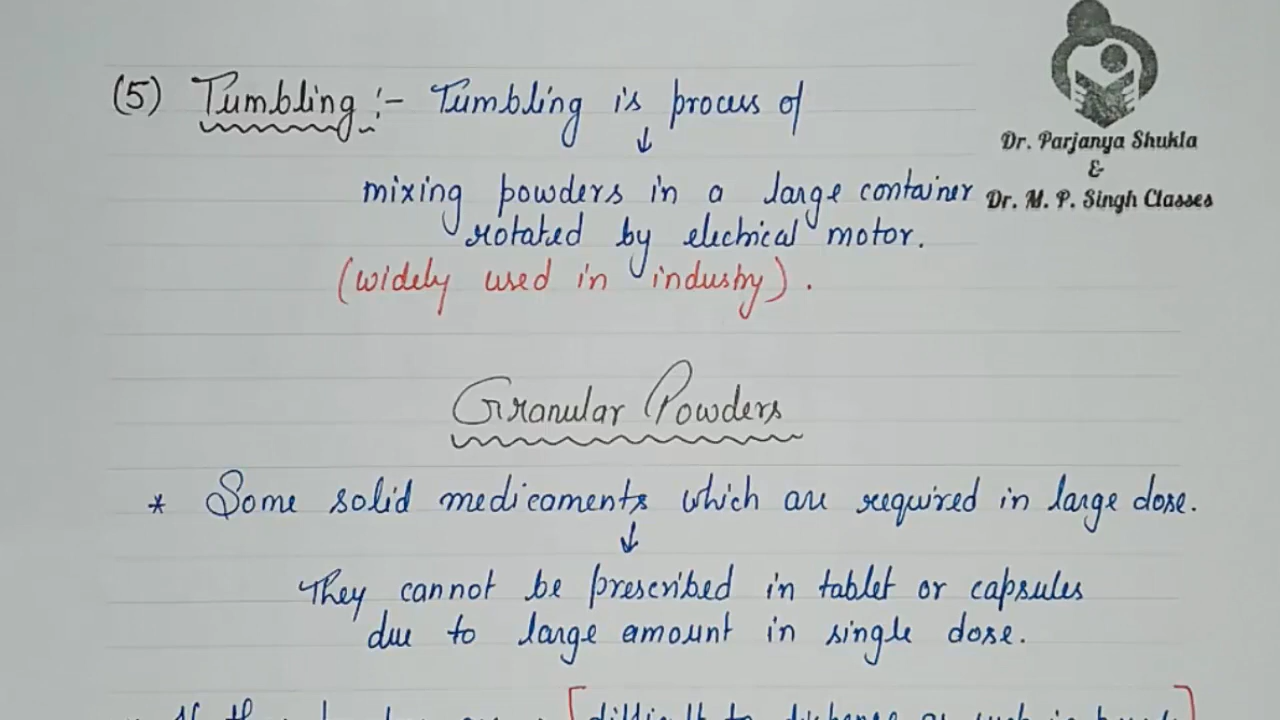 (5) Tumbling :- Tumbling is process of
↓
mixing powders in a large container
rotated by electrical motor.
(widely used in industry).
Dr. Parjanya Shukla
&
Dr. M. P. Singh Classes
Granular Powders
* Some solid medicaments which are required in large dose.
↓
They cannot be prescribed in tablet or capsules
due to large amount in single dose.
[difficult to